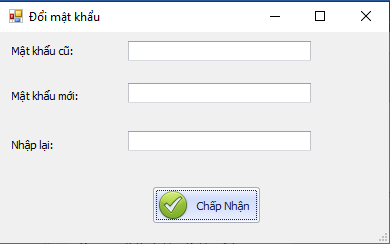 Đổi mật khẩu
Mật khẩu cũ:
Mật khẩu mới:
Nhập lại:
Chấp Nhận